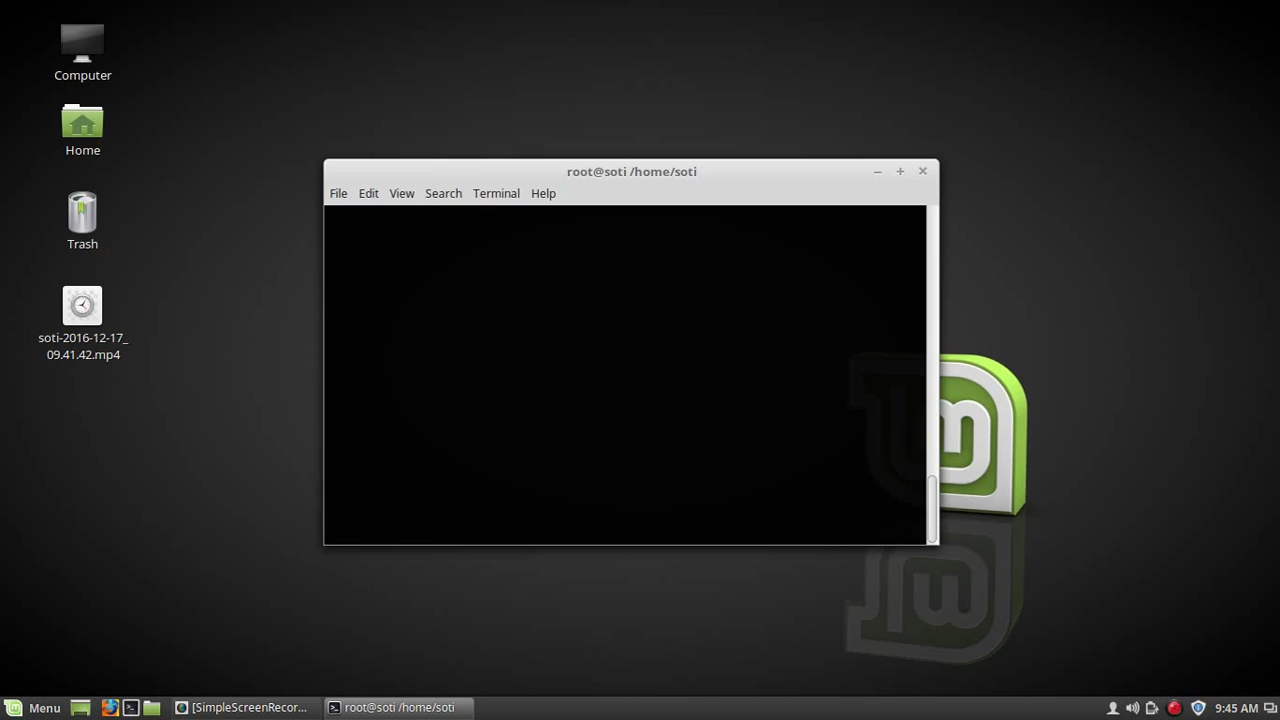 Computer
Home
Trash
soti-2016-12-17_
09.41.42.mp4
root@soti /home/soti
File Edit View Search Terminal Help
Menu
[SimpleScreenRecor...
root@soti /home/soti
9:45 AM